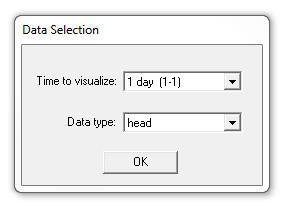 Data Selection
Time to visualize: 1 day (1-1)
Data type: head
OK